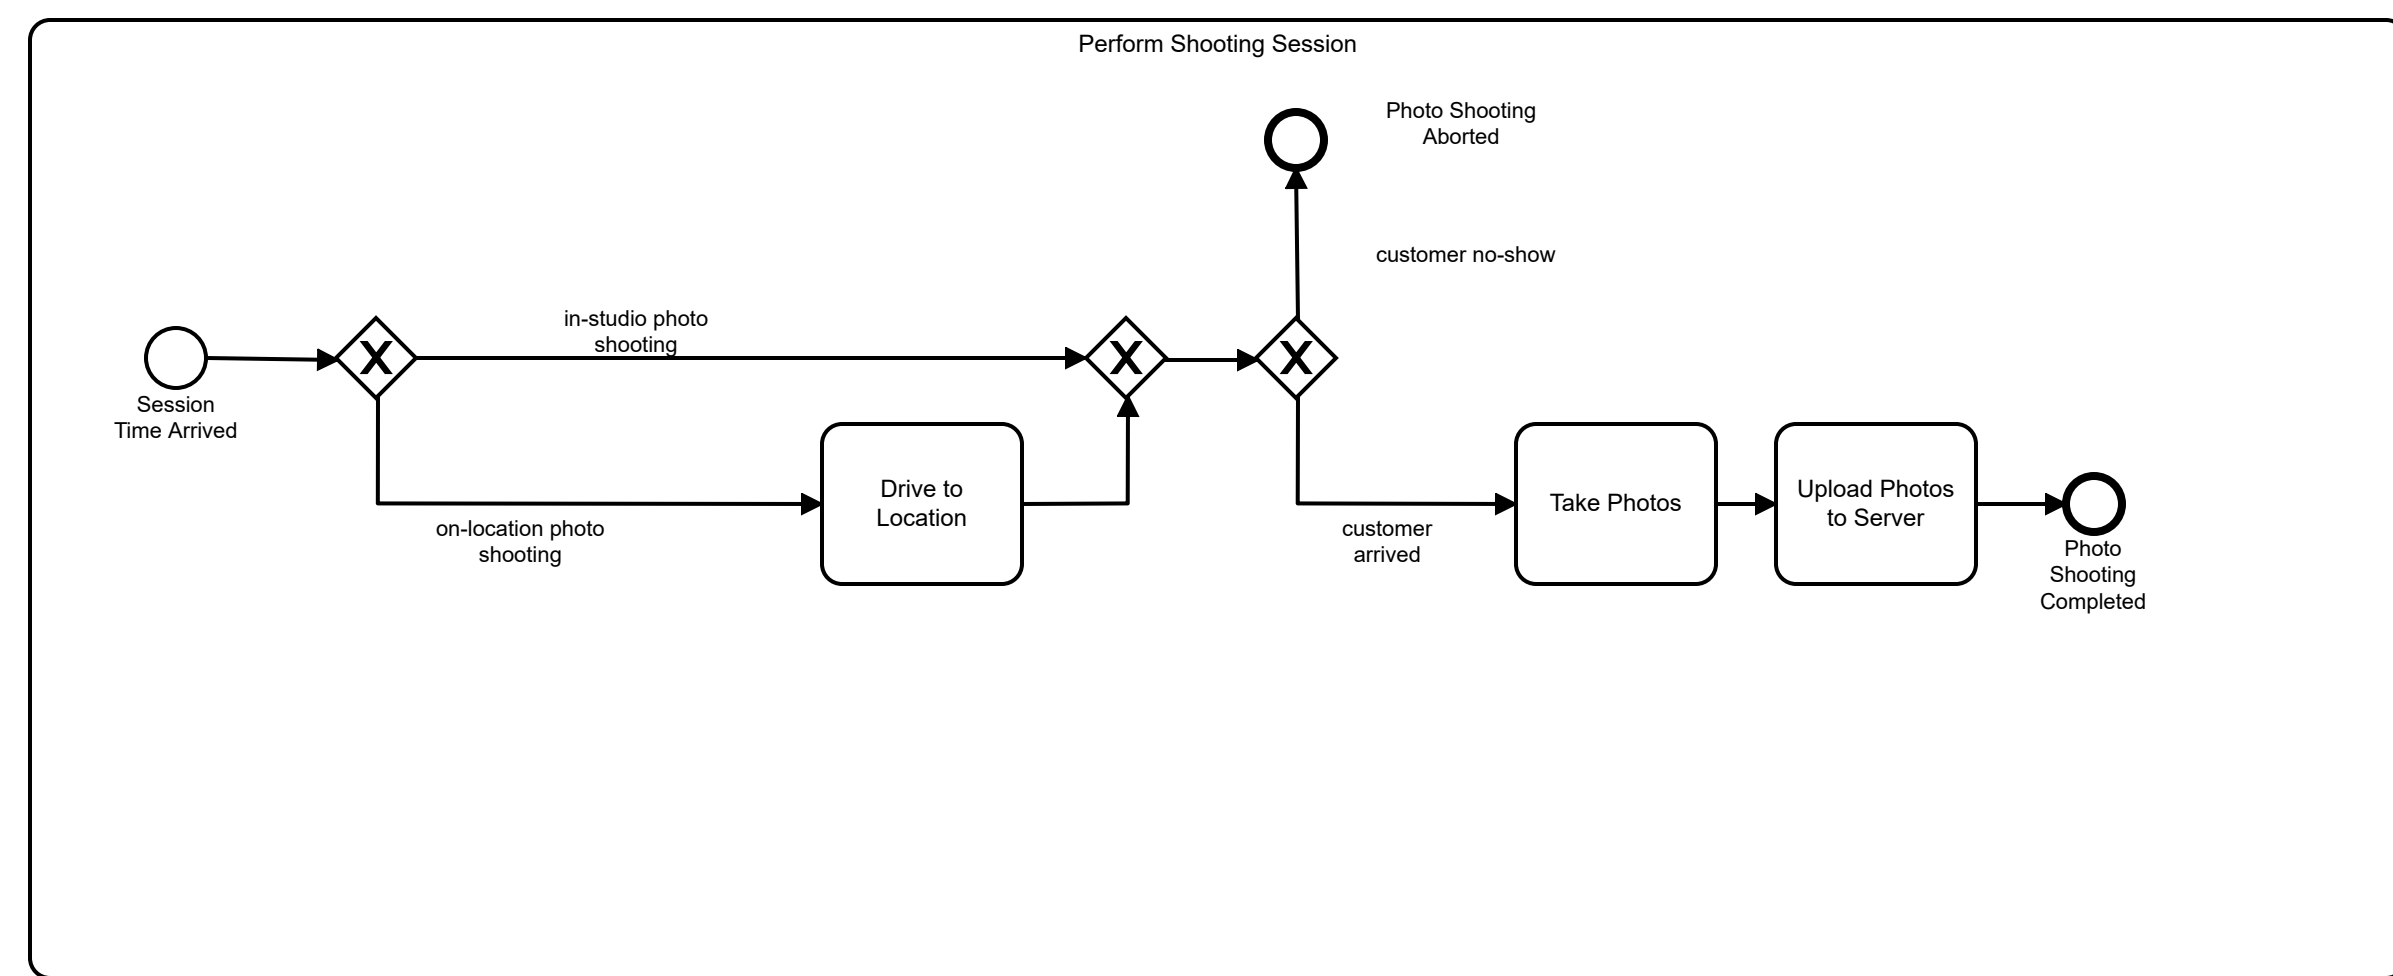 Perform Shooting Session
Photo Shooting
Aborted
customer no-show
in-studio photo
shooting
X
X
X
Session
Time Arrived
Drive to
Location
on-location photo
shooting
customer
arrived
Take Photos
Upload Photos
to Server
Photo
Shooting
Completed